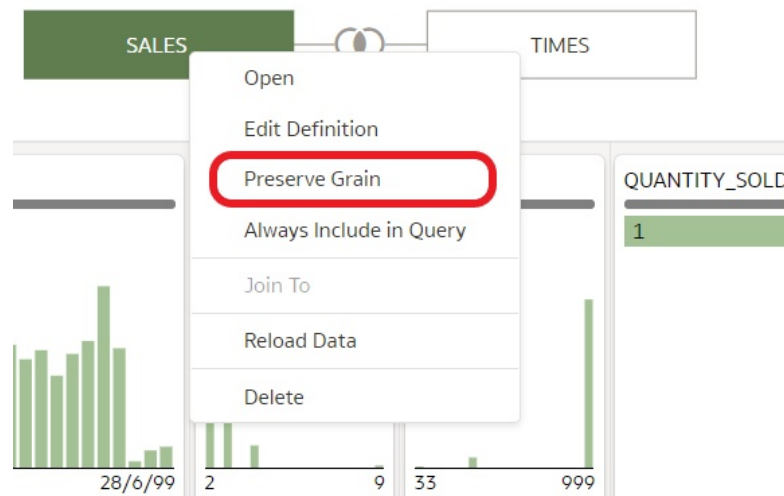 SALES
TIMES
Open
Edit Definition
Preserve Grain
Always Include in Query
Join To
Reload Data
Delete
QUANTITY_SOLD
1
28/6/99
2
9
33
999